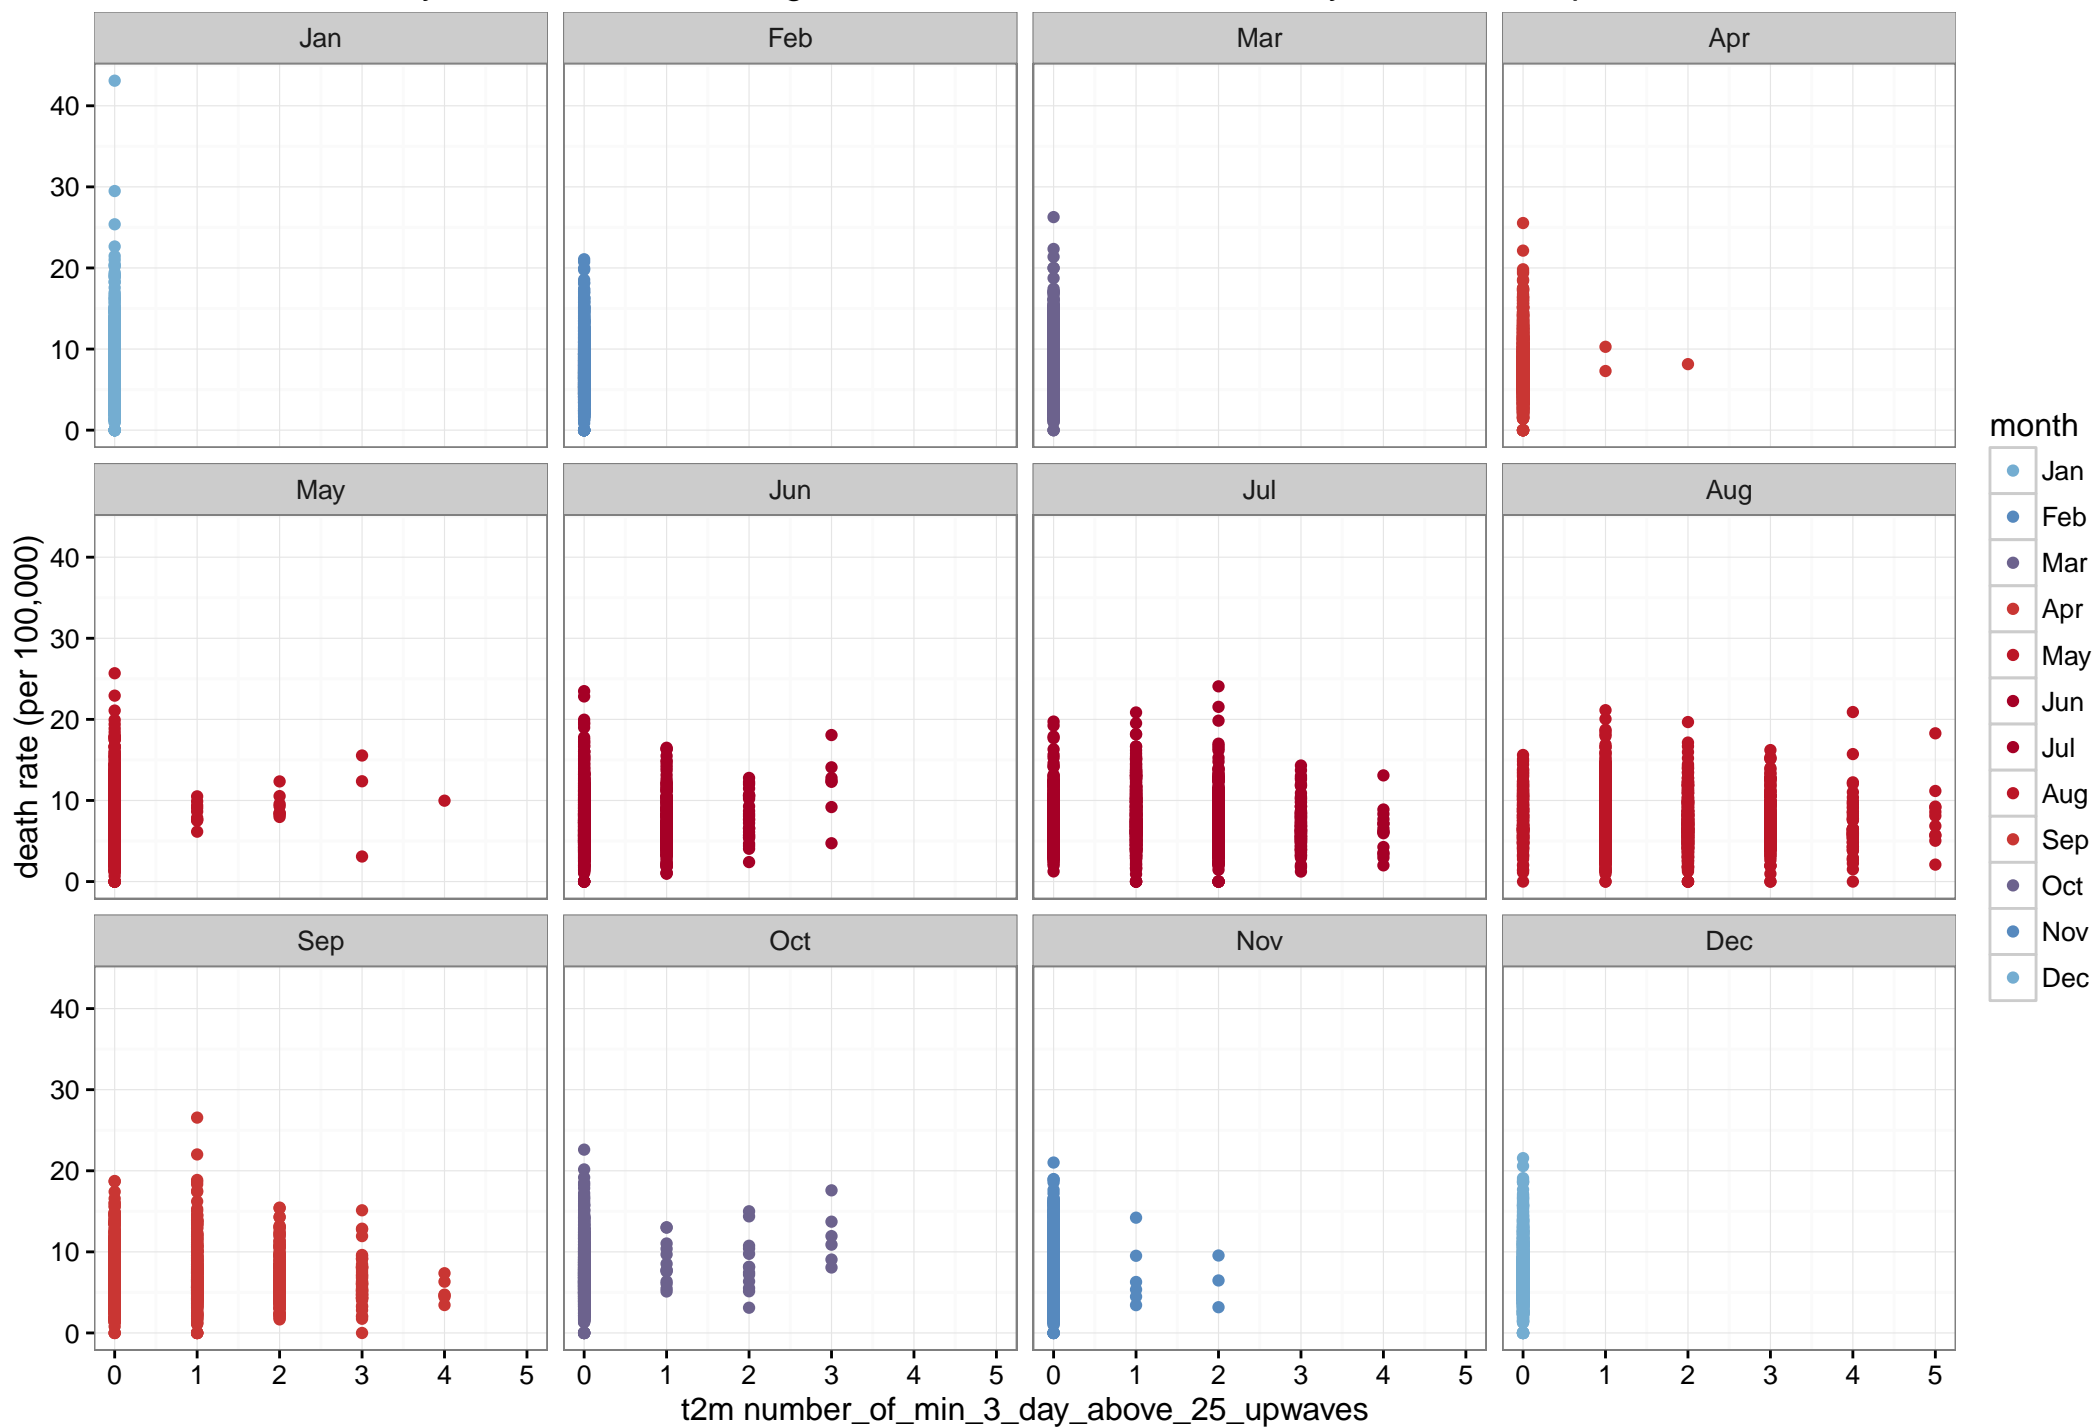 Jan Feb Mar Apr
40
30
20
10
0
May Jun Jul Aug
40
30
20
10
0
Sep Oct Nov Dec
40
30
20
10
0
0 1 2 3 4 5 0 1 2 3 4 5 0 1 2 3 4 5 0 1 2 3 4 5
t2m number_of_min_3_day_above_25_upwaves
death rate (per 100,000)
month
Jan
Feb
Mar
Apr
May
Jun
Jul
Aug
Sep
Oct
Nov
Dec